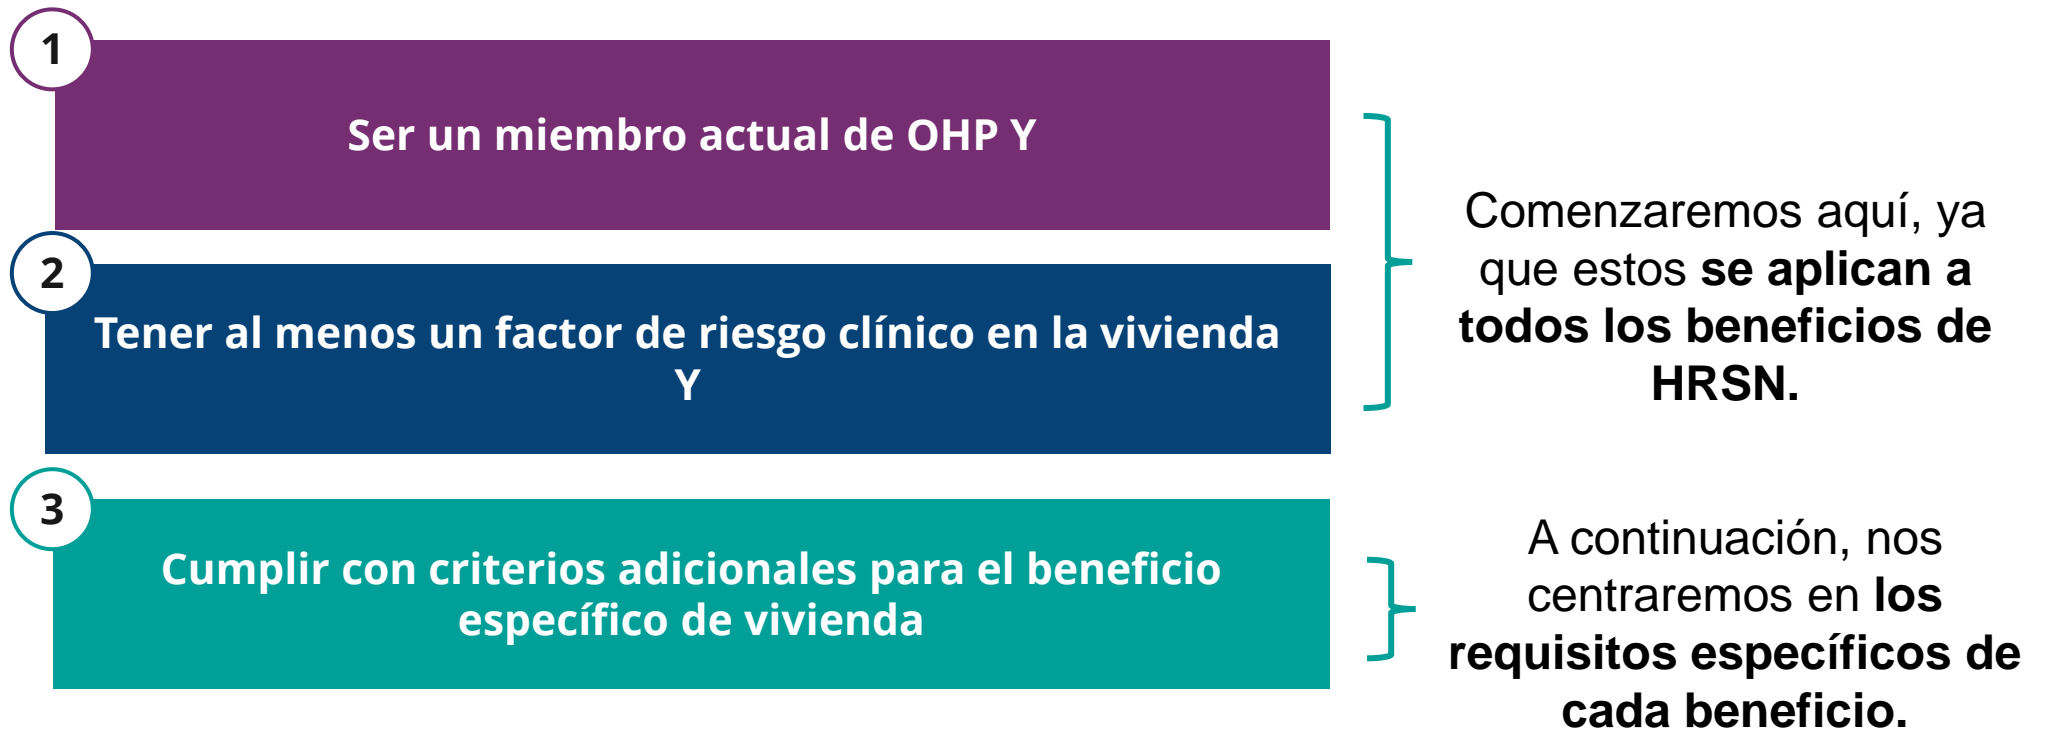 1
Ser un miembro actual de OHP Y
2
Tener al menos un factor de riesgo clínico en la vivienda
Y
Comenzaremos aquí, ya
que estos se aplican a
todos los beneficios de
HRSN.
3
Cumplir con criterios adicionales para el beneficio
específico de vivienda
A continuación, nos
centraremos en los
requisitos específicos de
cada beneficio.